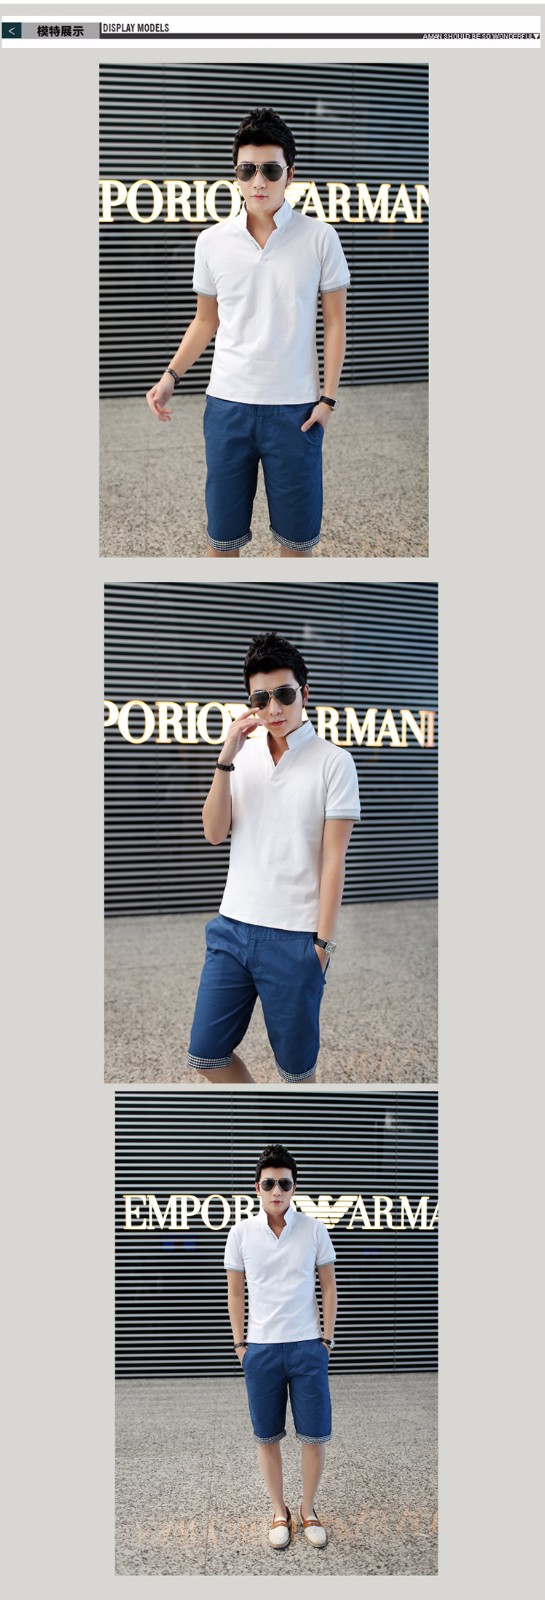 <
模特展示
DISPLAY MODELS
A MAN SHOULD BE SO WONDERFUL
PORIO ARMAN
PORIO ARMANI
EMPOR ARMA